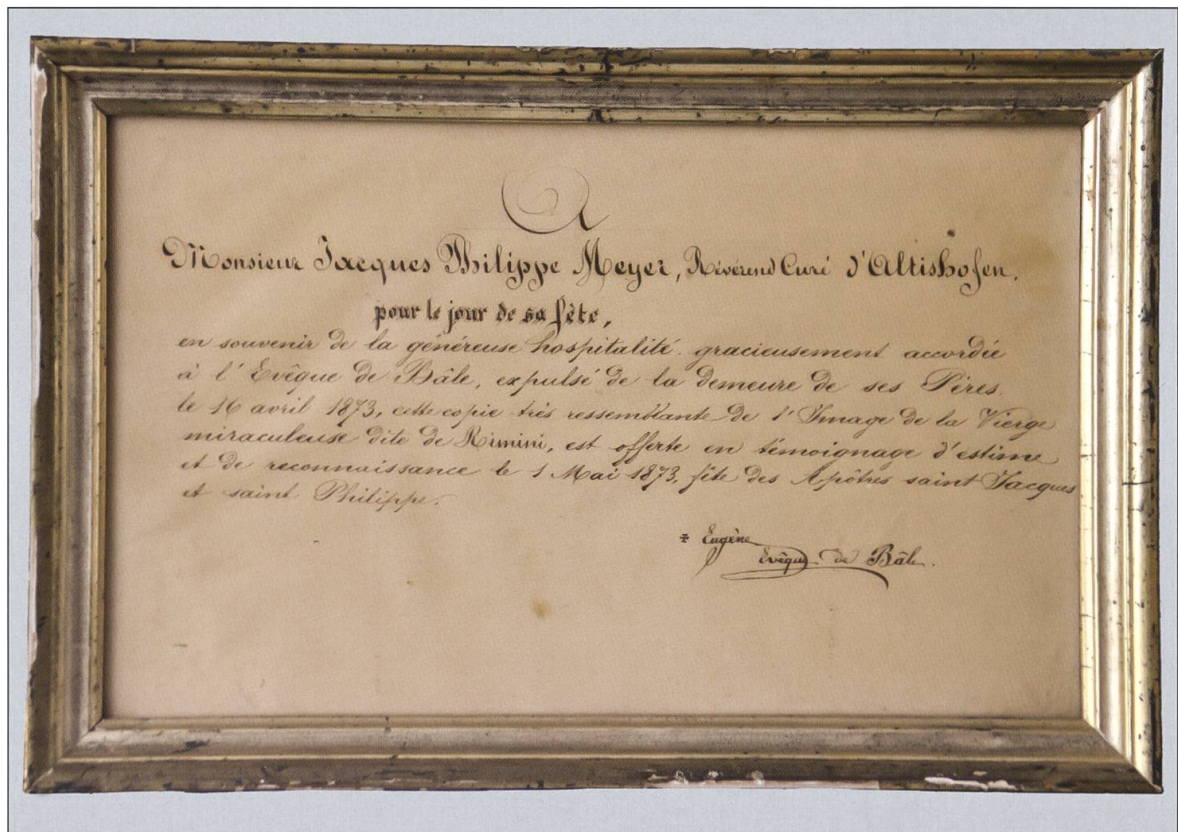 A
Monsieur Jacques Philippe Meyer, Révérend Curé d'Altishofen,
pour le jour de sa fête,
en souvenir de la généreuse hospitalité gracieusement accordée
à l'Evêque de Bâle, expulsé de la demeure de ses Pères
le 16 avril 1873, cette copie très ressemblante de l'Image de la Vierge
miraculeuse dite de Rimini, est offerte en témoignage d'estime
et de reconnaissance le 1 Mai 1873, fête des Apôtres saint Jacques
et saint Philippe.
‡ Eugène
Evêque de Bâle.